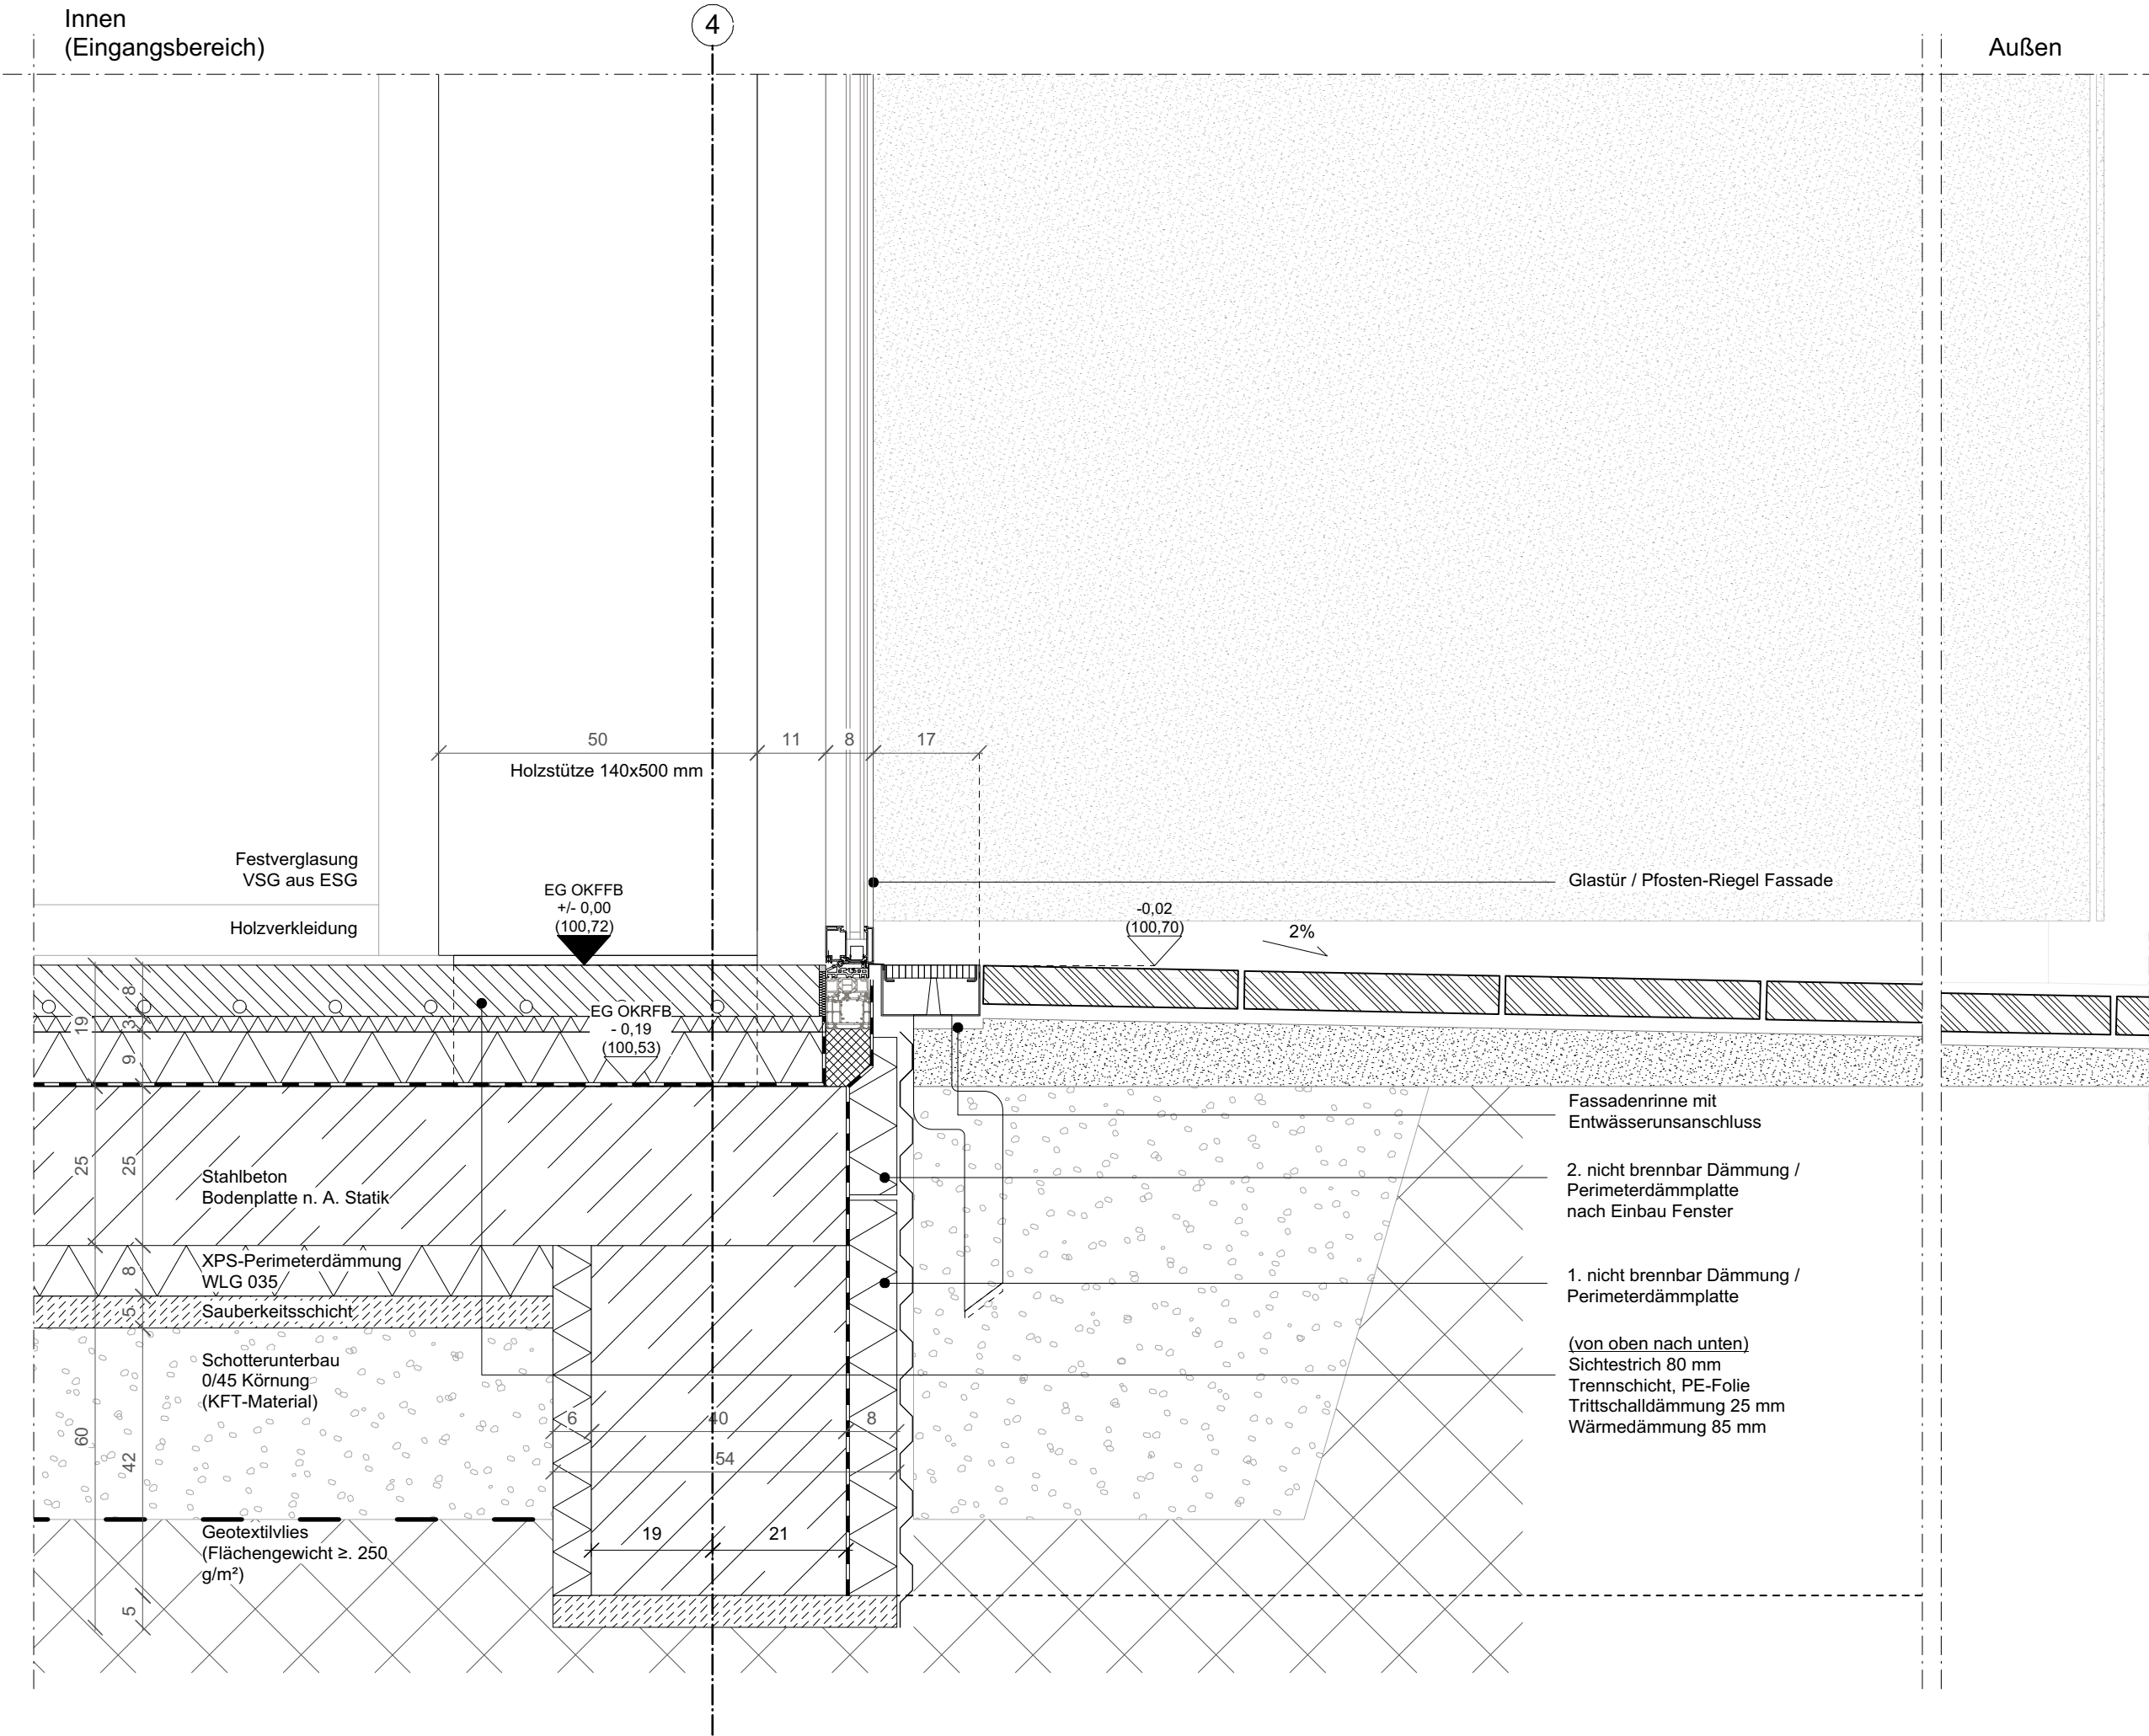 Innen
(Eingangsbereich)
4
Außen
50
11
8
17
Holzstütze 140x500 mm
Festverglasung
VSG aus ESG
Holzverkleidung
EG OKFFB
+/- 0,00
(100,72)
Glastür / Pfosten-Riegel Fassade
-0,02
(100,70)
2%
EG OKRFB
- 0,19
(100,53)
19
8
3
9
25
25
Stahlbeton
Bodenplatte n. A. Statik
8
XPS-Perimeterdämmung
WLG 035
5
Sauberkeitsschicht
Schotterunterbau
0/45 Körnung
(KFT-Material)
60
42
Geotextilvlies
(Flächengewicht ≥. 250
g/m²)
5
6
40
8
54
19
21
Fassadenrinne mit
Entwässerunsanschluss
2. nicht brennbar Dämmung /
Perimeterdämmplatte
nach Einbau Fenster
1. nicht brennbar Dämmung /
Perimeterdämmplatte
(von oben nach unten)
Sichtestrich 80 mm
Trennschicht, PE-Folie
Trittschalldämmung 25 mm
Wärmedämmung 85 mm